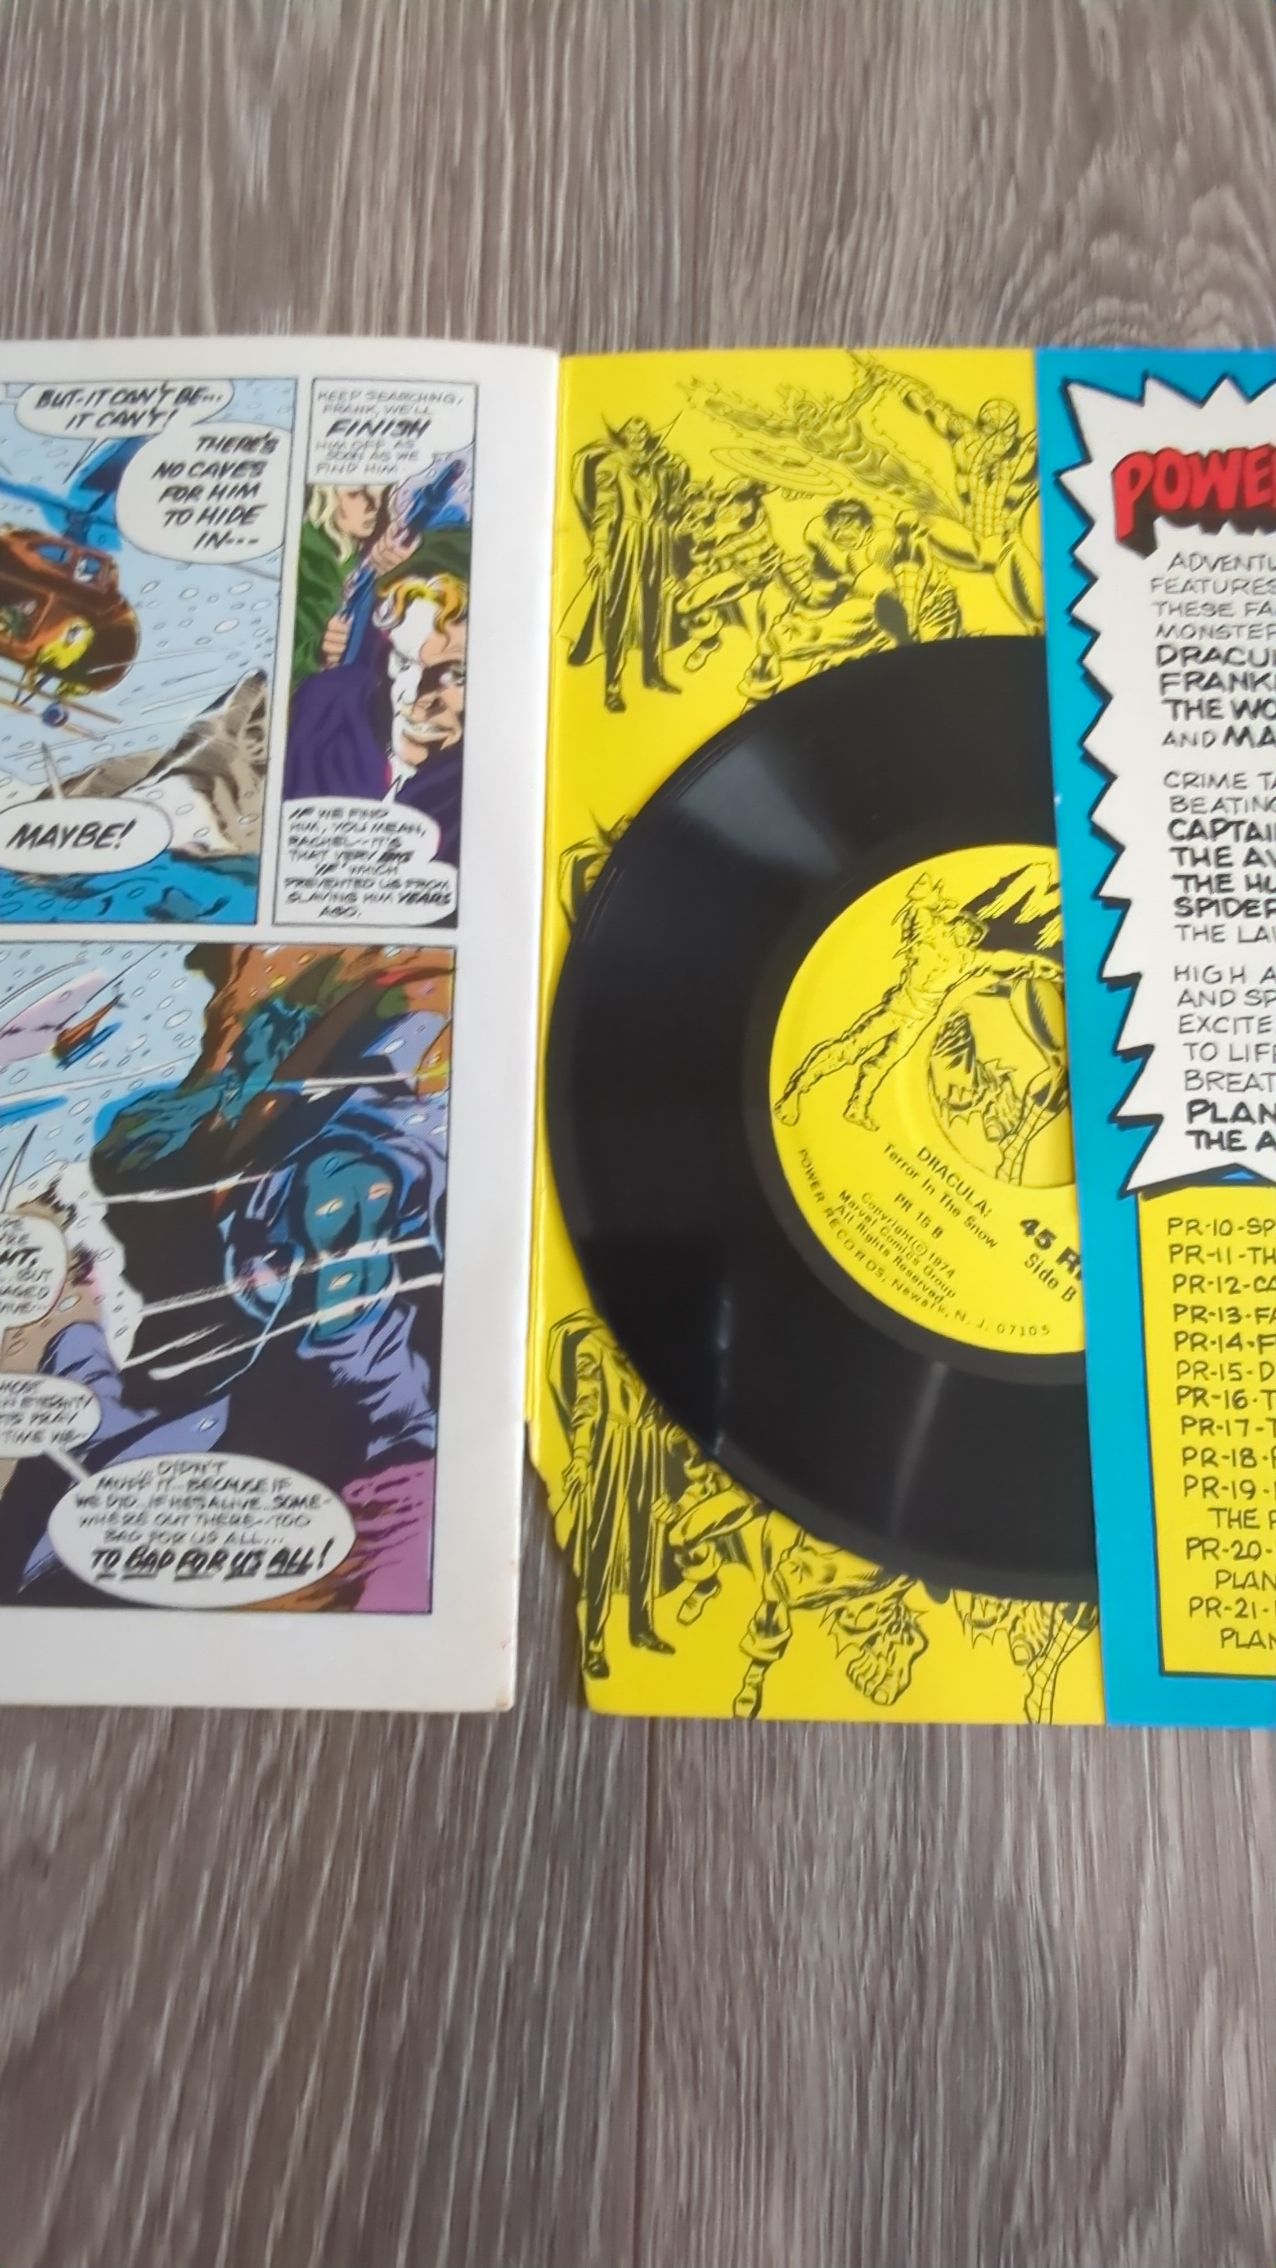 BUT-IT CAN'T BE...
IT CAN'T!
THERE'S
NO CAVES
FOR HIM
TO HIDE
IN---
MAYBE!
KEEP SEARCHING,
FRANK, WE'LL
FINISH
HIM OFF AS
SOON AS WE
FIND HIM.
IF WE FIND
HIM, YOU MEAN,
RACHEL--IT'S
THAT VERY BIG
"IF" WHICH
PREVENTED US FROM
SLAYING HIM YEARS
AGO.
...DIDN'T
MUFF IT...BECAUSE IF
WE DID...IF HE'S ALIVE...SOME-
WHERE OUT THERE--TOO
BAD FOR US ALL...
TO BAD FOR US ALL!
DRACULA:
Terror In The Snow
PR 15 B
Copyright © 1974
Marvel Comics Group
All Rights Reserved
45 R
Side B
POWER RECORDS, Newark, N. J. 07105
POWE
ADVENTU
FEATURES
THESE FA
MONSTER
DRACUL
FRANK
THE WO
AND MA
CRIME TA
BEATING
CAPTAI
THE AV
THE HU
SPIDER
THE LA
HIGH A
AND SP
EXCITE
TO LIFE
BREAT
PLAN
THE A
PR-10-SP
PR-11-TH
PR-12-CA
PR-13-FA
PR-14-F
PR-15-D
PR-16-T
PR-17-T
PR-18-
PR-19-
THE
PR-20-
PLAN
PR-21-
PLAN